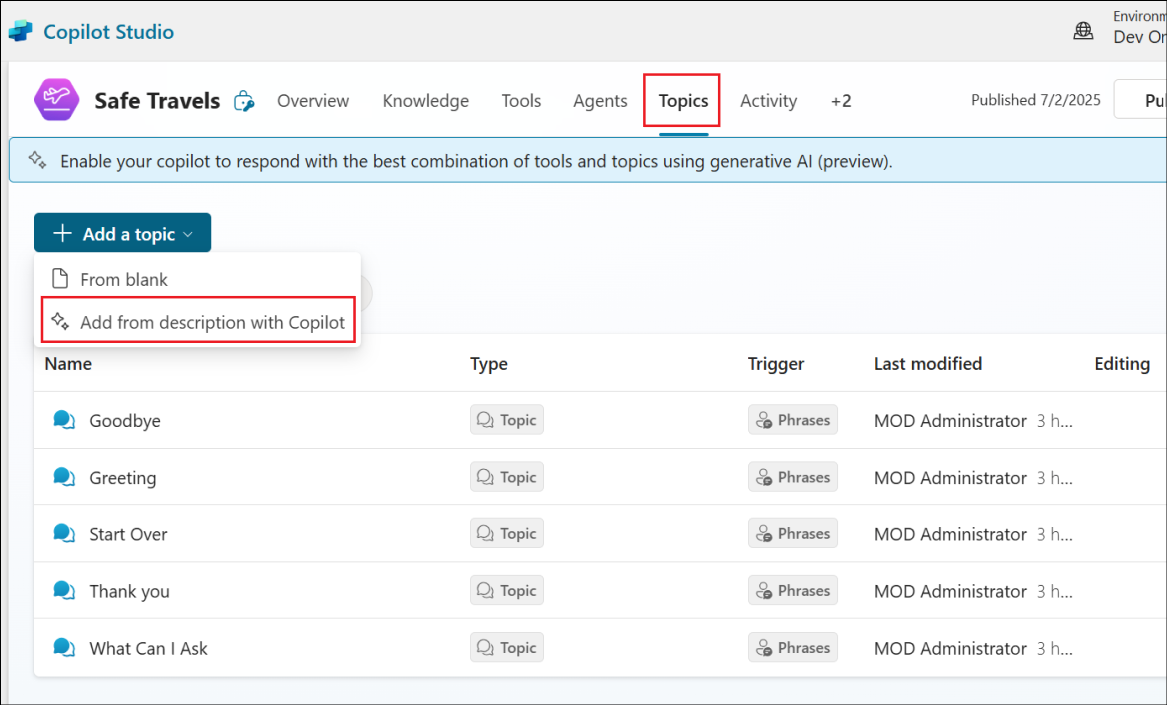 Copilot Studio
Environm
Dev Or
Safe Travels Overview Knowledge Tools Agents Topics Activity +2 Published 7/2/2025 Pul
Enable your copilot to respond with the best combination of tools and topics using generative AI (preview).
+ Add a topic
From blank
Add from description with Copilot
Name Type Trigger Last modified Editing
Goodbye Topic Phrases MOD Administrator 3 h...
Greeting Topic Phrases MOD Administrator 3 h...
Start Over Topic Phrases MOD Administrator 3 h...
Thank you Topic Phrases MOD Administrator 3 h...
What Can I Ask Topic Phrases MOD Administrator 3 h...